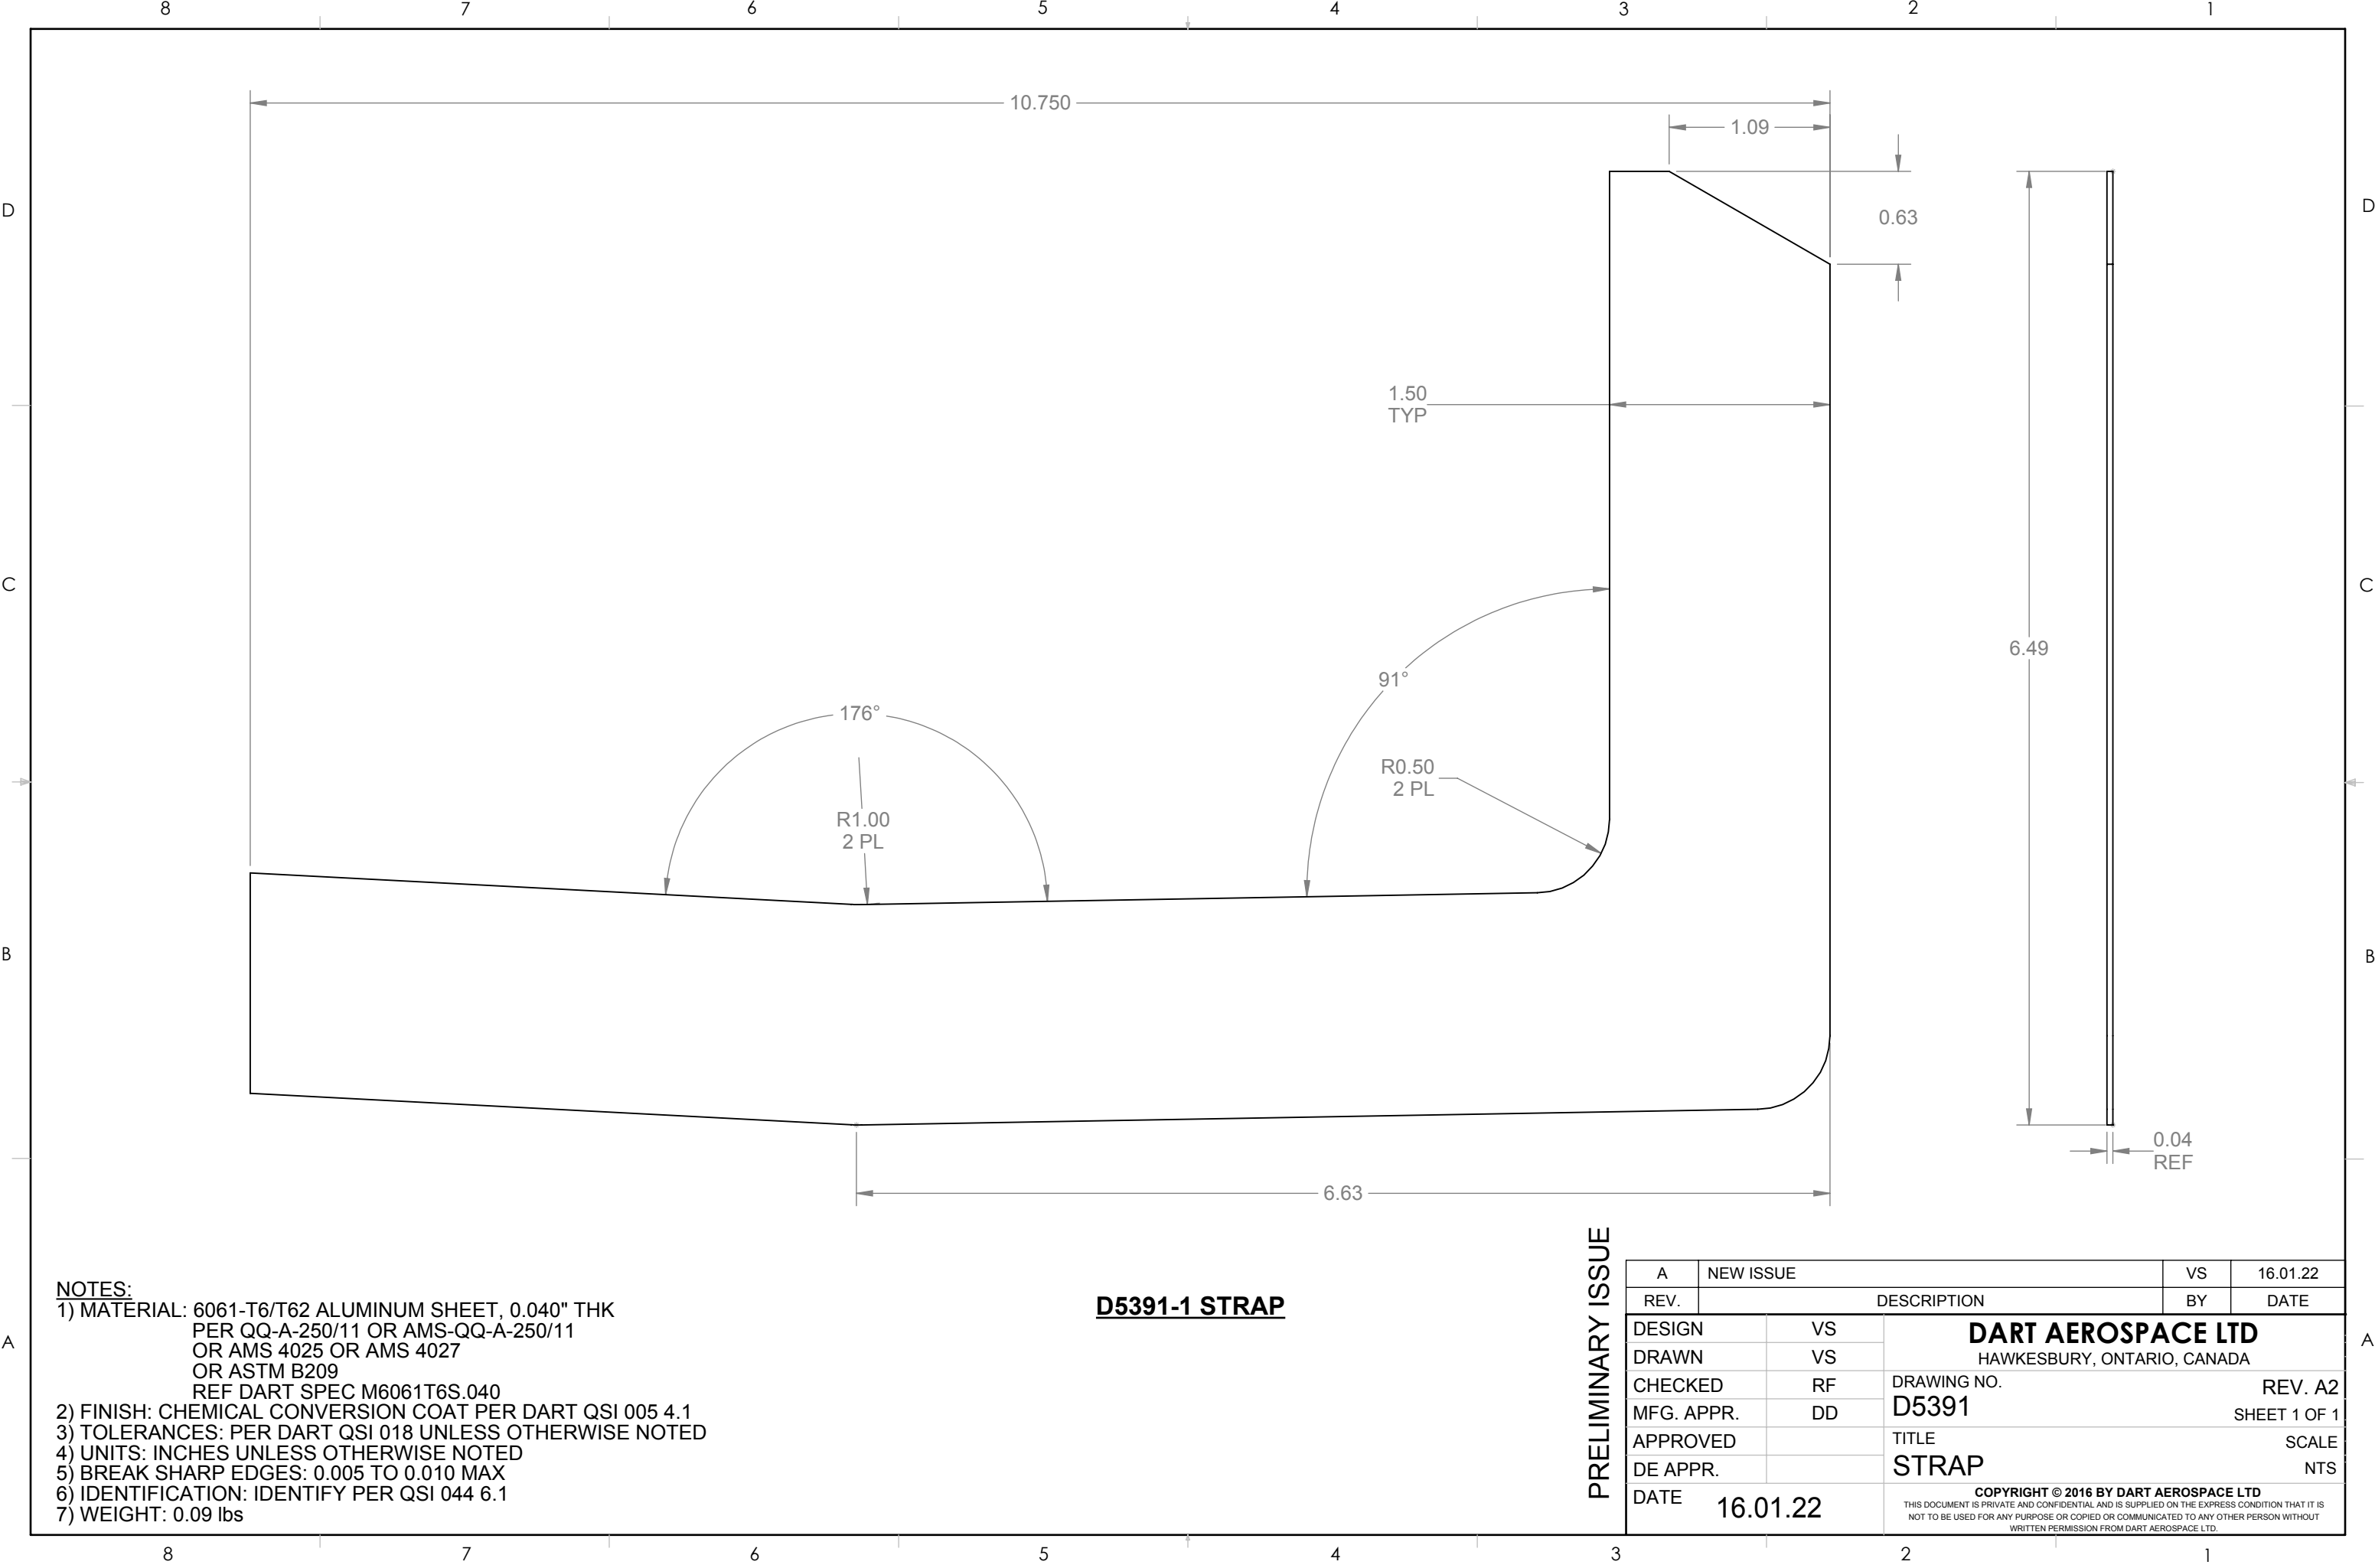 8 7 6 5 4 3 2 1
10.750
1.09
D
D
0.63
1.50
TYP
C
C
6.49
91°
176°
R0.50
2 PL
R1.00
2 PL
B
B
0.04
REF
6.63
NOTES:
1) MATERIAL: 6061-T6/T62 ALUMINUM SHEET, 0.040" THK
PER QQ-A-250/11 OR AMS-QQ-A-250/11
OR AMS 4025 OR AMS 4027
OR ASTM B209
REF DART SPEC M6061T6S.040
2) FINISH: CHEMICAL CONVERSION COAT PER DART QSI 005 4.1
3) TOLERANCES: PER DART QSI 018 UNLESS OTHERWISE NOTED
4) UNITS: INCHES UNLESS OTHERWISE NOTED
5) BREAK SHARP EDGES: 0.005 TO 0.010 MAX
6) IDENTIFICATION: IDENTIFY PER QSI 044 6.1
7) WEIGHT: 0.09 lbs
D5391-1 STRAP
PRELIMINARY ISSUE
A NEW ISSUE VS 16.01.22
REV. DESCRIPTION BY DATE
DESIGN VS
DRAWN VS
CHECKED RF
MFG. APPR. DD
APPROVED
DE APPR.
DATE 16.01.22
DART AEROSPACE LTD
HAWKESBURY, ONTARIO, CANADA
DRAWING NO. REV. A2
D5391 SHEET 1 OF 1
TITLE SCALE
STRAP NTS
COPYRIGHT © 2016 BY DART AEROSPACE LTD
THIS DOCUMENT IS PRIVATE AND CONFIDENTIAL AND IS SUPPLIED ON THE EXPRESS CONDITION THAT IT IS
NOT TO BE USED FOR ANY PURPOSE OR COPIED OR COMMUNICATED TO ANY OTHER PERSON WITHOUT
WRITTEN PERMISSION FROM DART AEROSPACE LTD.
A
A
8 7 6 5 4 3 2 1